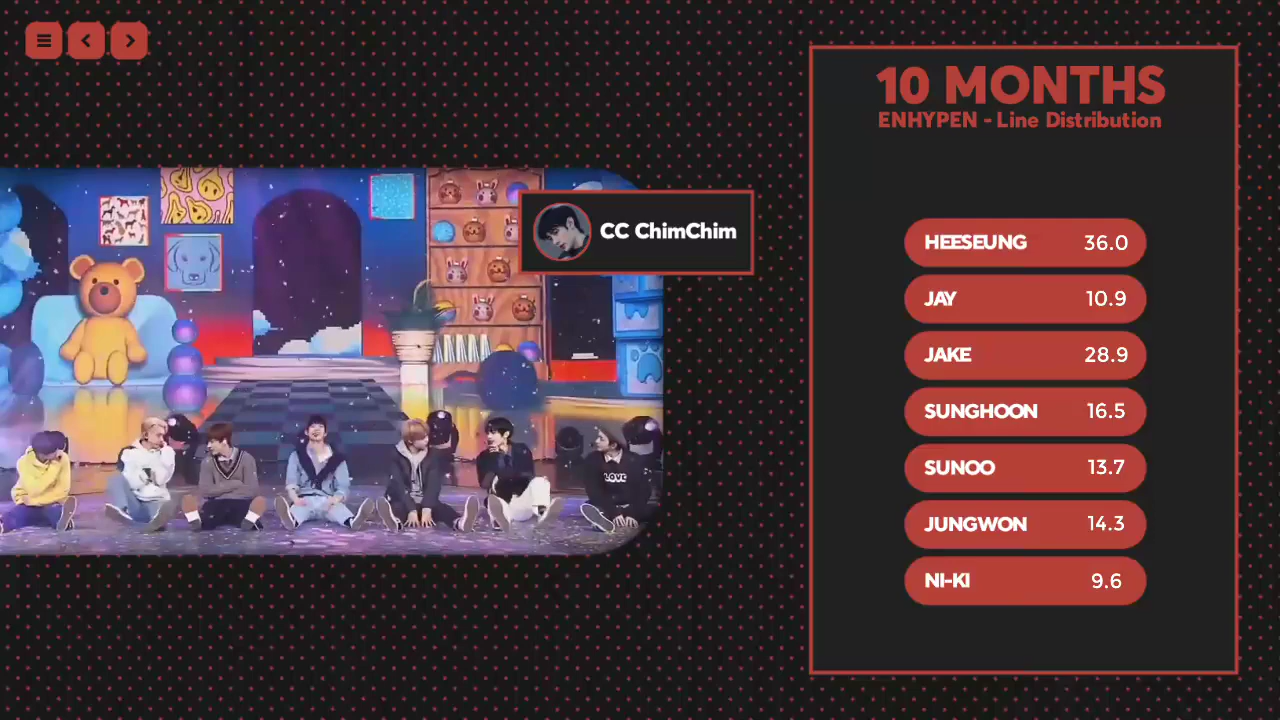 10 MONTHS
ENHYPEN - Line Distribution
CC ChimChim
HEESEUNG 36.0
JAY 10.9
JAKE 28.9
SUNGHOON 16.5
SUNOO 13.7
JUNGWON 14.3
NI-KI 9.6
LOVE